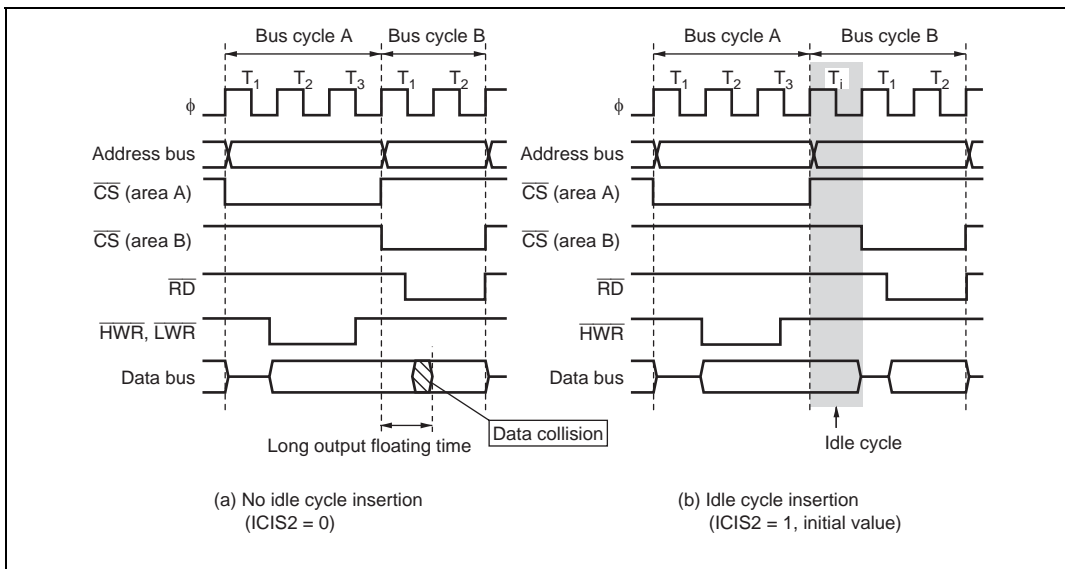 Bus cycle A Bus cycle B
T1 T2 T3 T1 T2
ϕ
Address bus
CS (area A)
CS (area B)
RD
HWR, LWR
Data bus
Data collision
Long output floating time
(a) No idle cycle insertion
(ICIS2 = 0)
Bus cycle A Bus cycle B
T1 T2 T3 Ti T1 T2
ϕ
Address bus
CS (area A)
CS (area B)
RD
HWR
Data bus
Idle cycle
(b) Idle cycle insertion
(ICIS2 = 1, initial value)